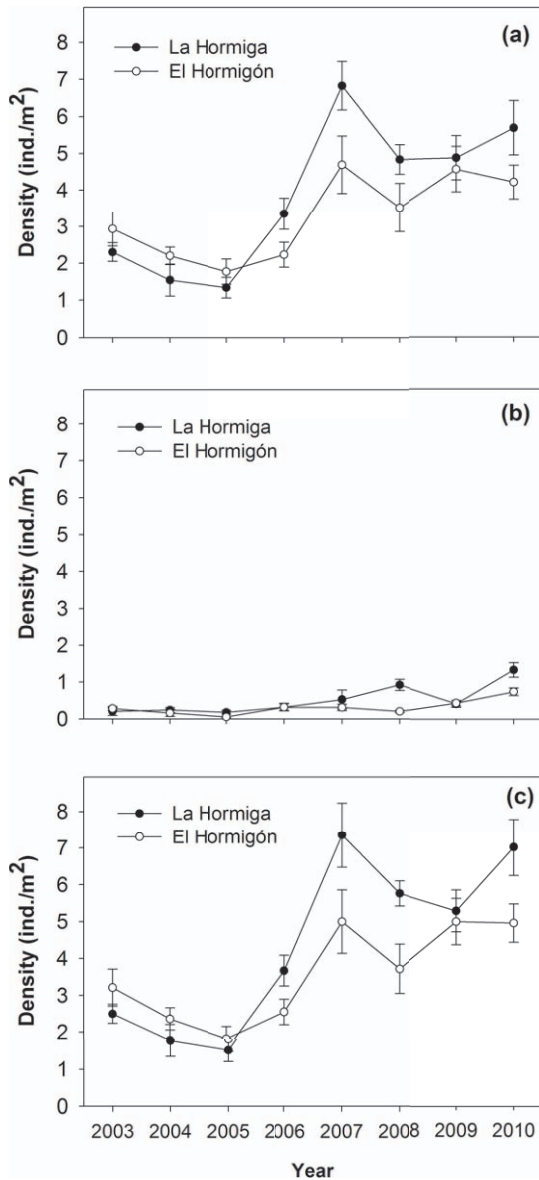 (a)
La Hormiga
El Hormigón
Density (ind./m²)
8
7
6
5
4
3
2
1
0
(b)
La Hormiga
El Hormigón
Density (ind./m²)
8
7
6
5
4
3
2
1
0
(c)
La Hormiga
El Hormigón
Density (ind./m²)
8
7
6
5
4
3
2
1
0
2003 2004 2005 2006 2007 2008 2009 2010
Year